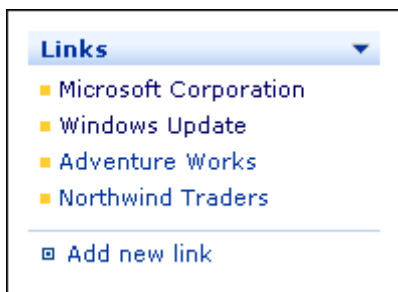 Links
Microsoft Corporation
Windows Update
Adventure Works
Northwind Traders
Add new link